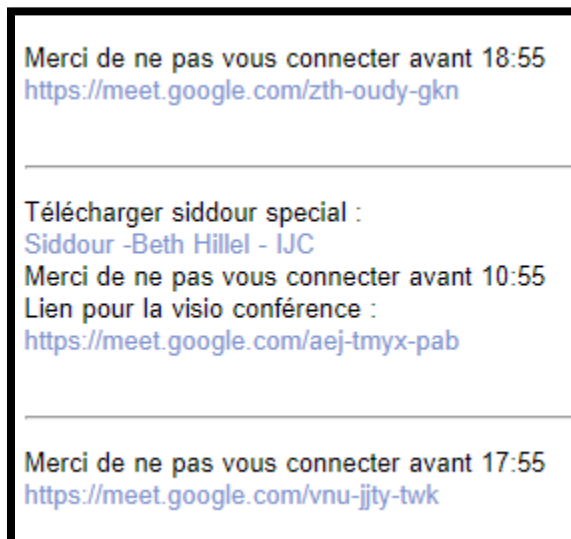 Merci de ne pas vous connecter avant 18:55
https://meet.google.com/zth-oudy-gkn
Télécharger siddour special :
Siddour -Beth Hillel - IJC
Merci de ne pas vous connecter avant 10:55
Lien pour la visio conférence :
https://meet.google.com/aej-tmyx-pab
Merci de ne pas vous connecter avant 17:55
https://meet.google.com/vnu-jjty-twk